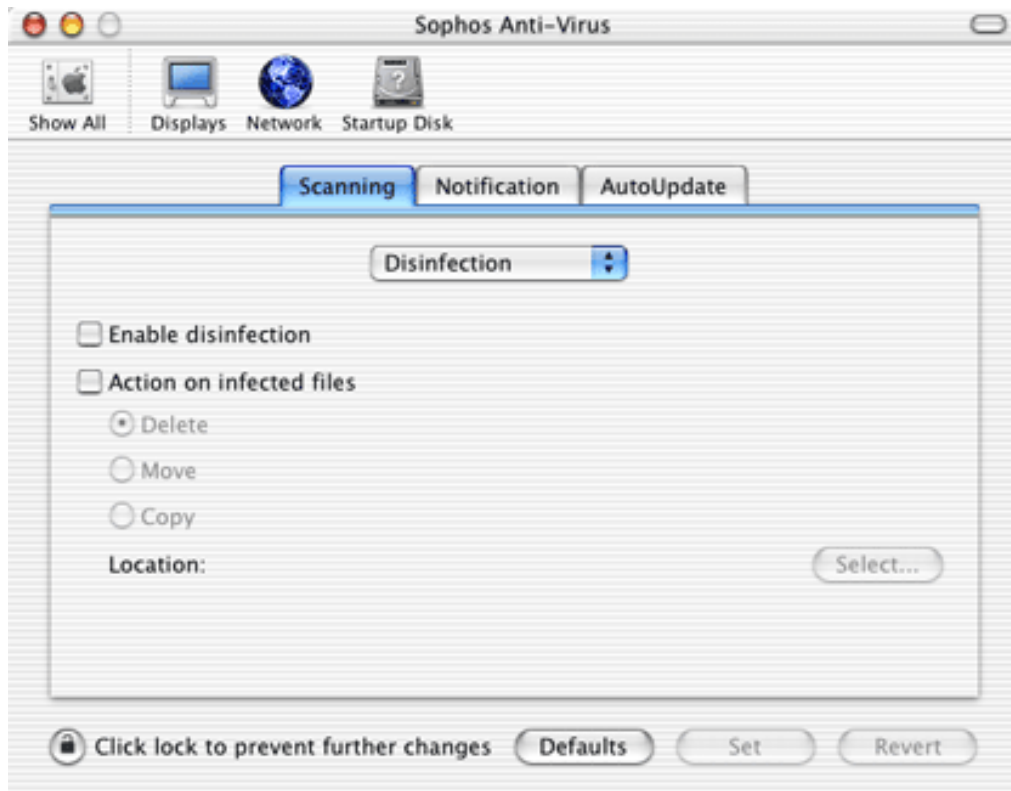 Sophos Anti-Virus
Show All Displays Network Startup Disk
Scanning Notification AutoUpdate
Disinfection
Enable disinfection
Action on infected files
Delete
Move
Copy
Location: Select...
Click lock to prevent further changes Defaults Set Revert